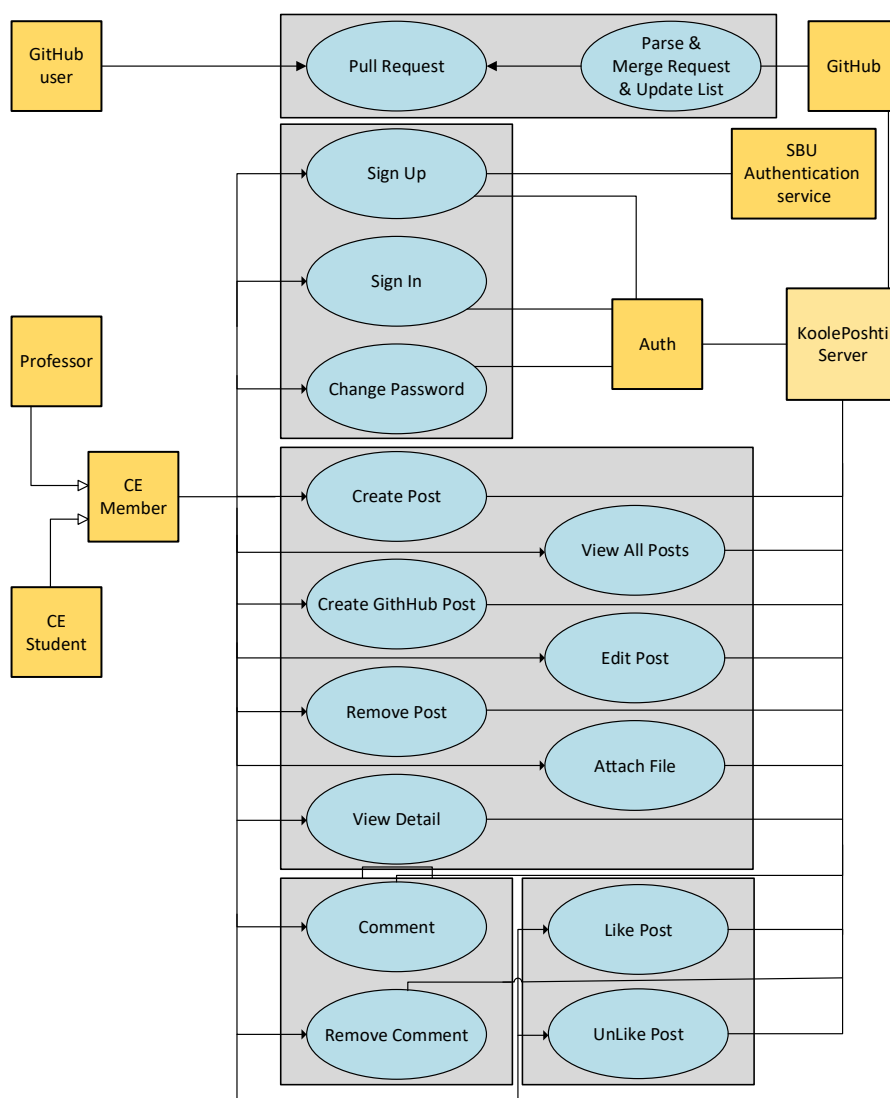 GitHub
user
Pull Request
Parse &
Merge Request
& Update List
GitHub
Sign Up
SBU
Authentication
service
Sign In
Professor
Auth
KoolePoshti
Server
Change Password
CE
Member
Create Post
View All Posts
CE
Student
Create GithHub Post
Edit Post
Remove Post
Attach File
View Detail
Comment
Like Post
Remove Comment
UnLike Post